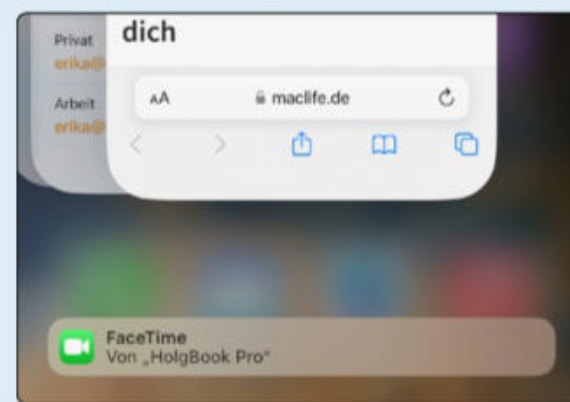 Privat
erika@
Arbeit
erika@
dich
AA
maclife.de
FaceTime
Von „HolgBook Pro“